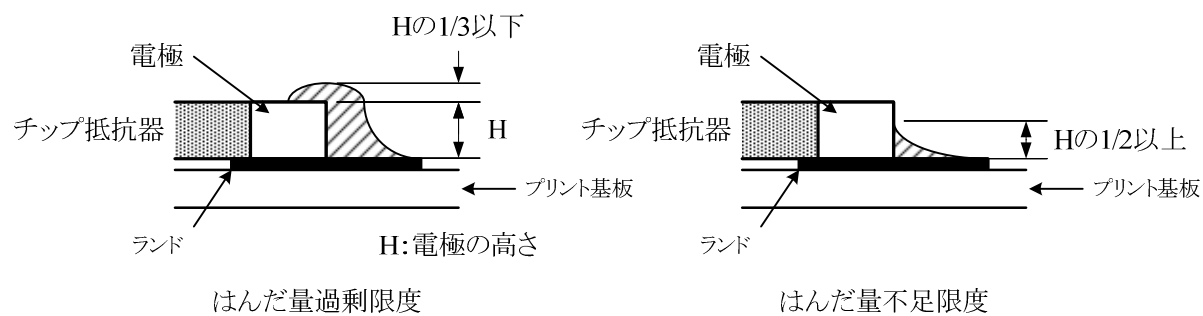 Hの1/3以下
電極
チップ抵抗器
H
プリント基板
ランド
H:電極の高さ
はんだ量過剰限度
電極
チップ抵抗器
Hの1/2以上
プリント基板
ランド
はんだ量不足限度